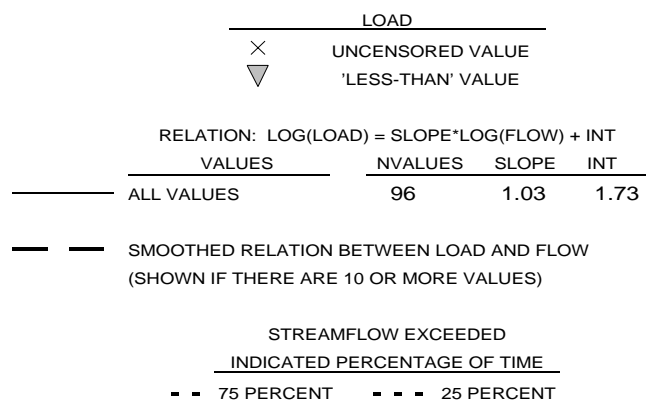 LOAD
UNCENSORED VALUE
'LESS-THAN' VALUE
RELATION: LOG(LOAD) = SLOPE*LOG(FLOW) + INT
VALUES NVALUES SLOPE INT
ALL VALUES 96 1.03 1.73
SMOOTHED RELATION BETWEEN LOAD AND FLOW
(SHOWN IF THERE ARE 10 OR MORE VALUES)
STREAMFLOW EXCEEDED
INDICATED PERCENTAGE OF TIME
75 PERCENT 25 PERCENT